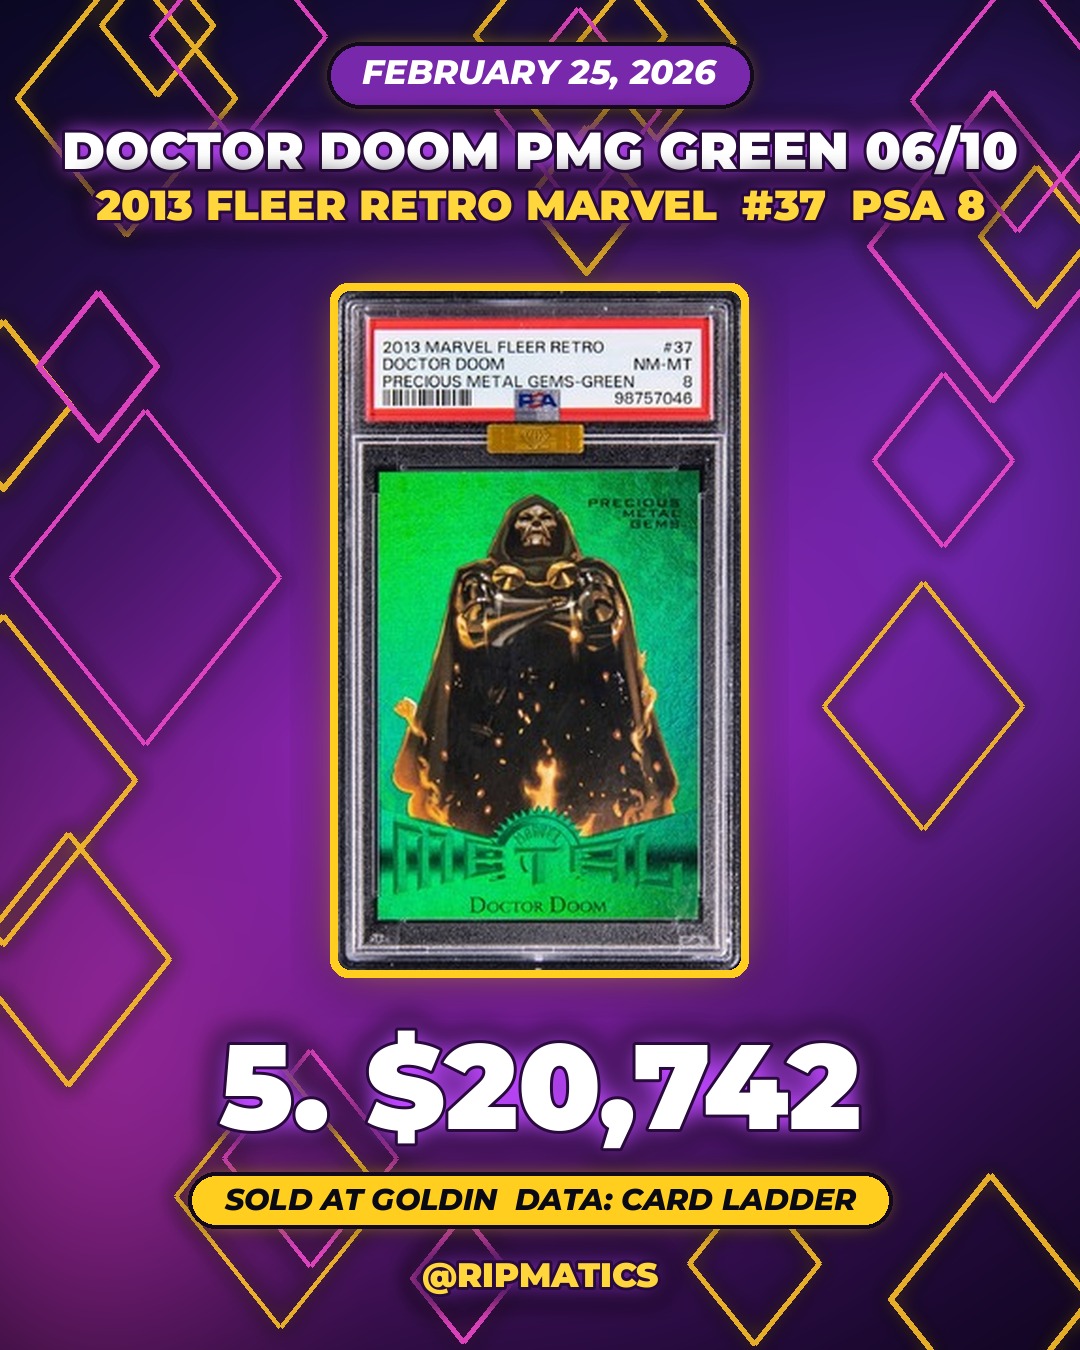 FEBRUARY 25, 2026
DOCTOR DOOM PMG GREEN 06/10
2013 FLEER RETRO MARVEL #37 PSA 8
2013 MARVEL FLEER RETRO #37
DOCTOR DOOM NM-MT
PRECIOUS METAL GEMS-GREEN 8
PSA 98757046
PRECIOUS
METAL
GEMS
MARVEL
METAL
DOCTOR DOOM
5. $20,742
SOLD AT GOLDIN DATA: CARD LADDER
@RIPMATICS